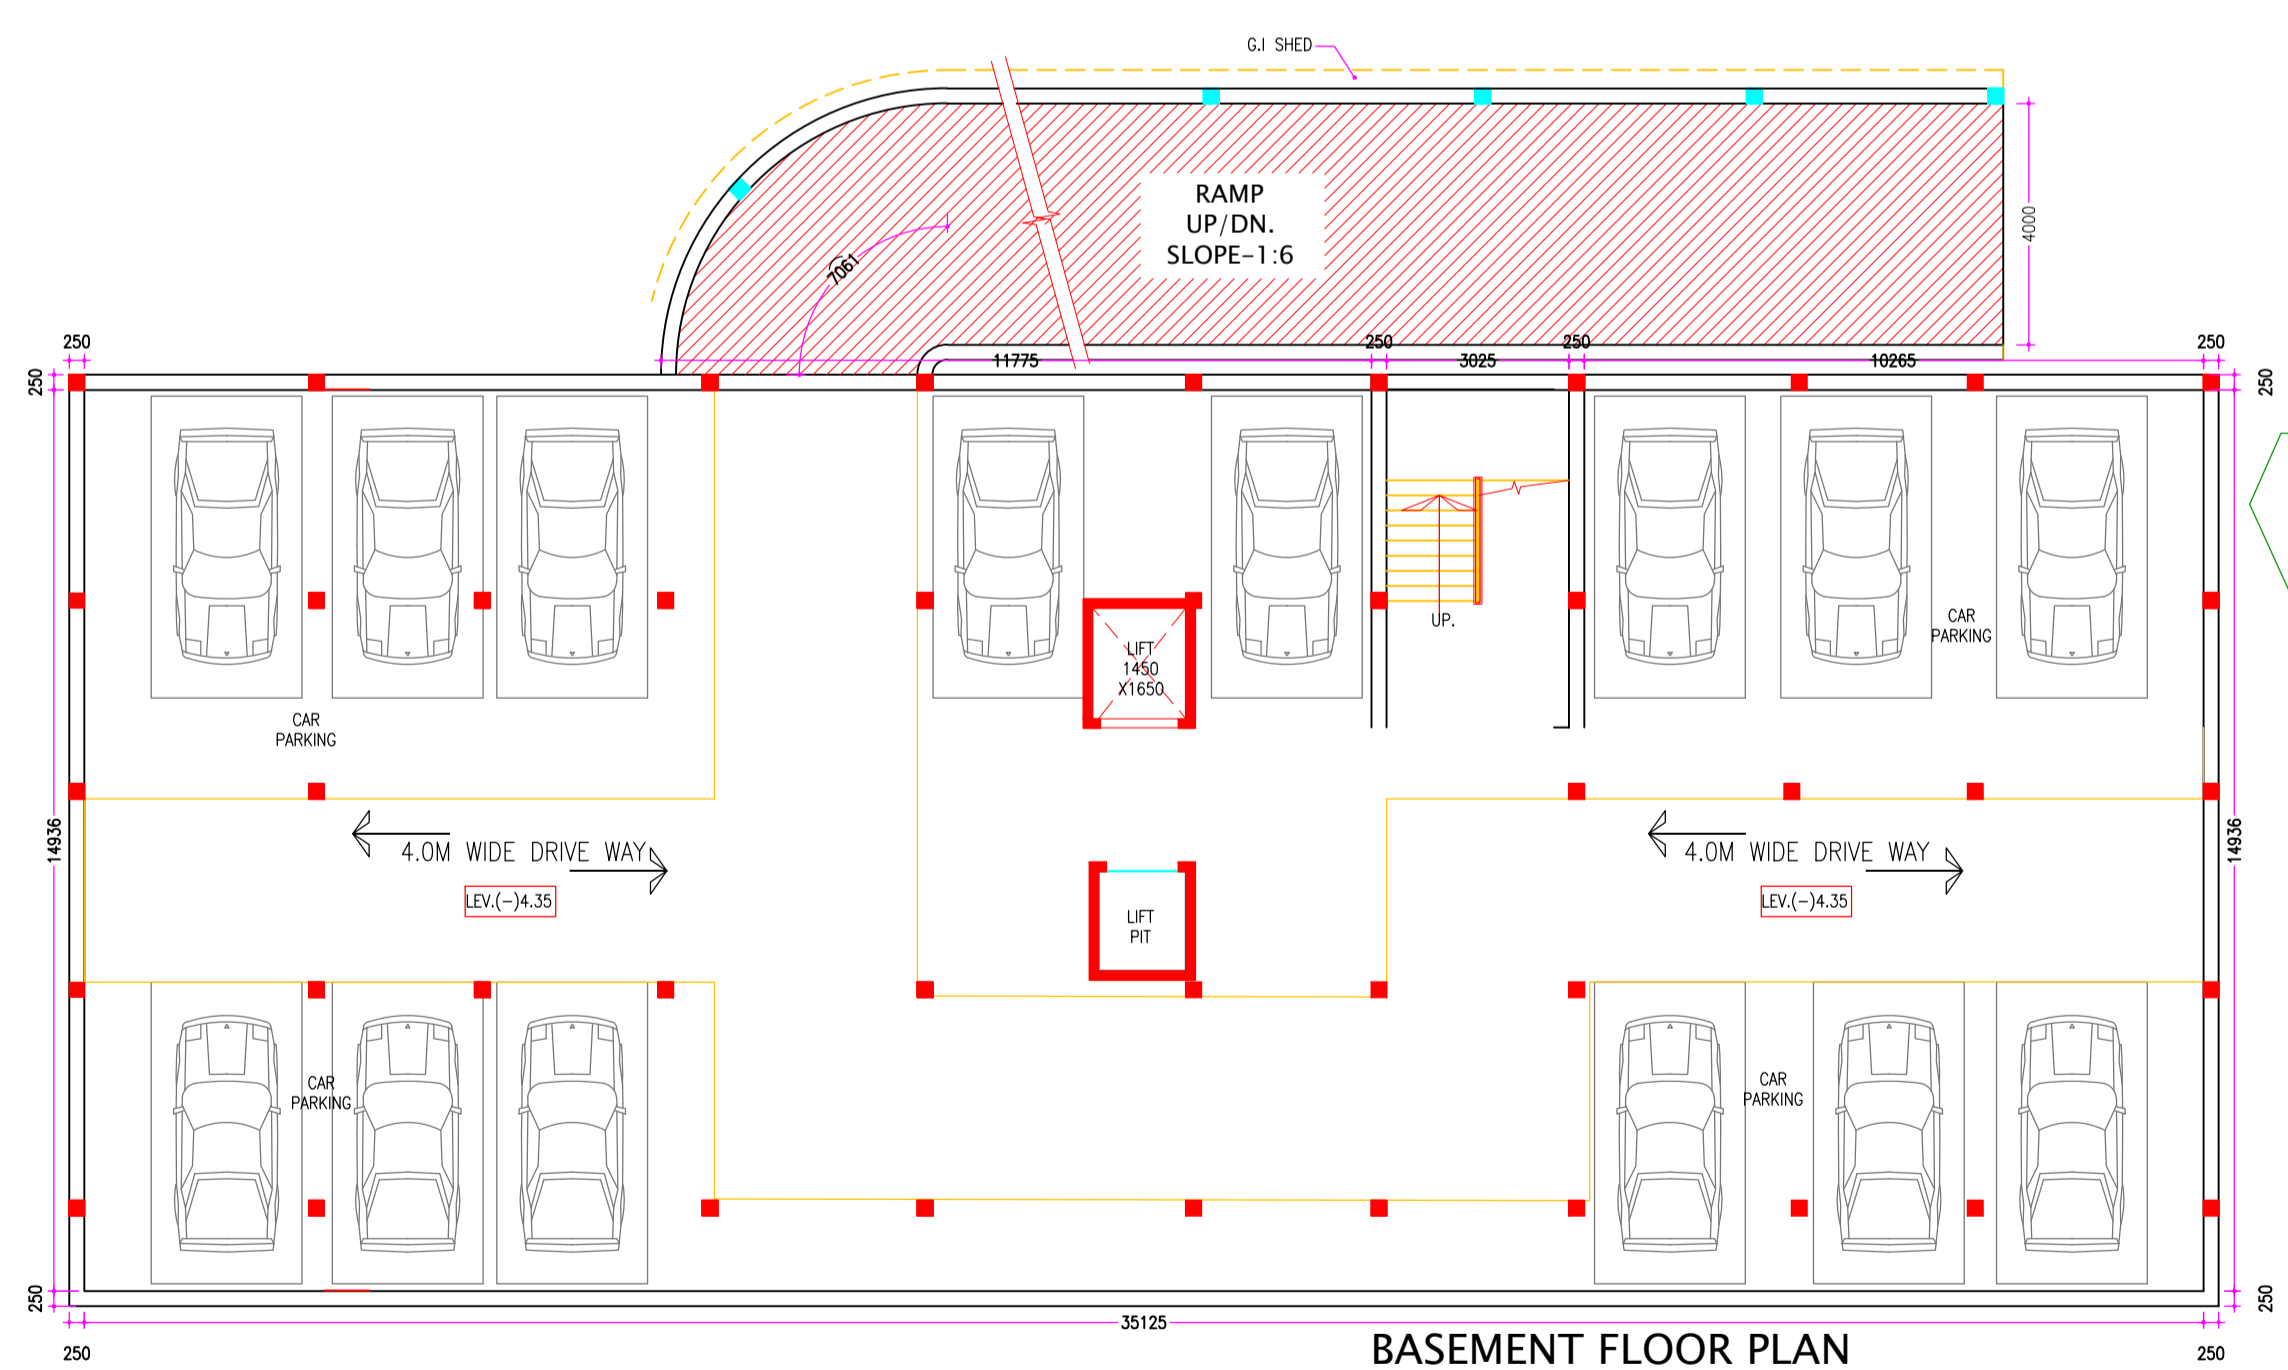 G.I SHED
RAMP
UP/DN.
SLOPE-1:6
4000
7061
250
11775
250
3025
250
10265
250
250
250
LIFT
1450
X1650
UP.
CAR
PARKING
CAR
PARKING
14936
4.0M WIDE DRIVE WAY
LEV.(-)4.35
4.0M WIDE DRIVE WAY
LEV.(-)4.35
14936
LIFT
PIT
CAR
PARKING
CAR
PARKING
250
250
35125
250
250
BASEMENT FLOOR PLAN